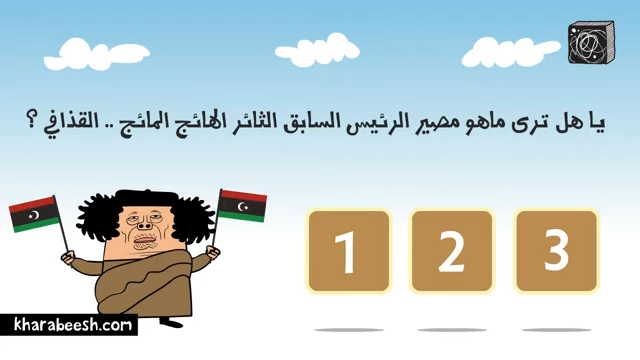 يا هل ترى ماهو مصير الرئيس السابق الثائر الهائج المائج .. القذافي ؟
1 2 3
kharabeesh.com